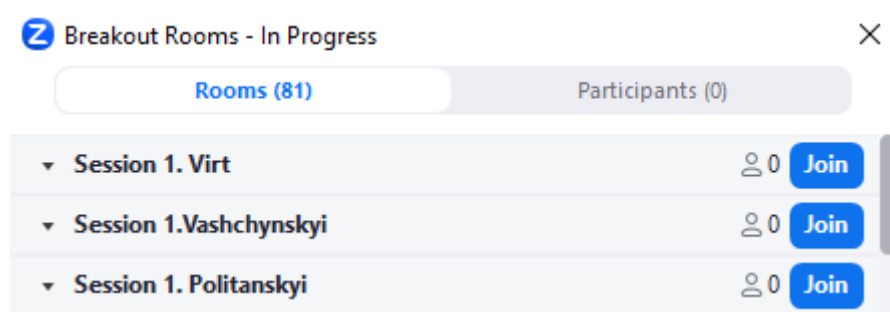 Z Breakout Rooms - In Progress
Rooms (81) Participants (0)
Session 1. Virt 0 Join
Session 1.Vashchynskyi 0 Join
Session 1. Politanskyi 0 Join